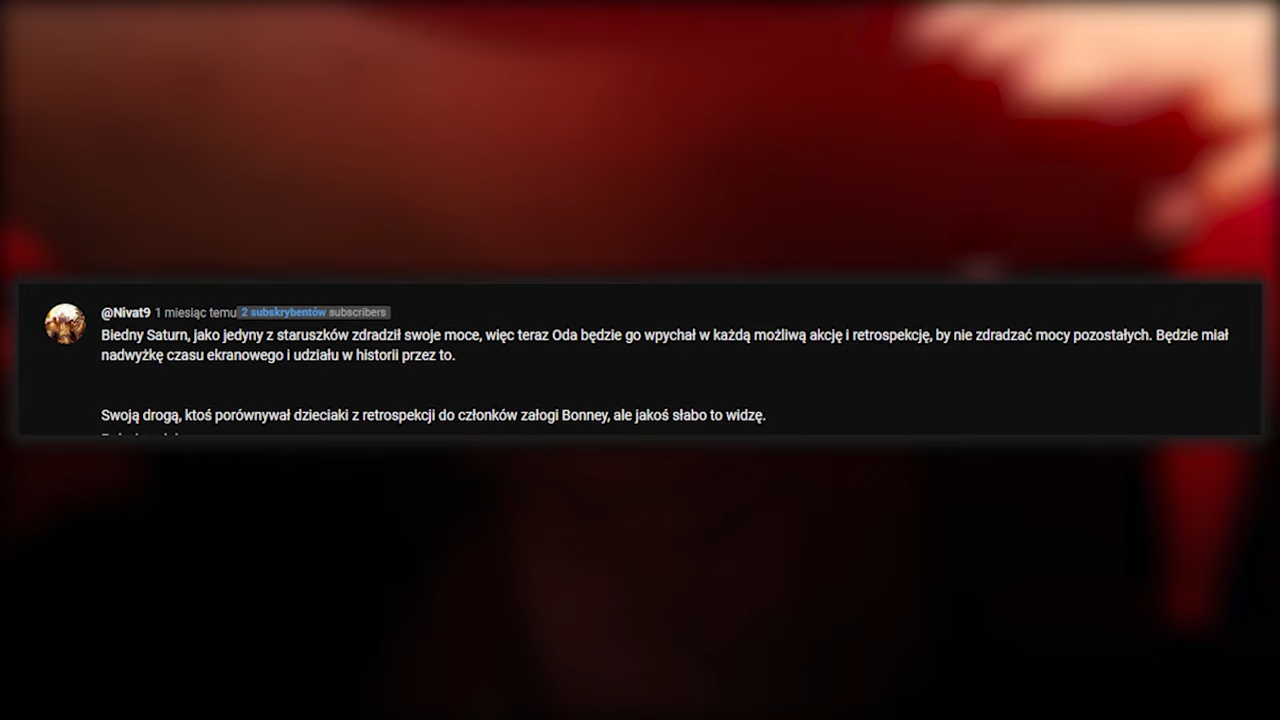 @Nivat9 1 miesiąc temu 2 subskrybentów subscribers
Biedny Saturn, jako jedyny z staruszków zdradził swoje moce, więc teraz Oda będzie go wpychał w każdą możliwą akcję i retrospekcję, by nie zdradzać mocy pozostałych. Będzie miał
nadwyżkę czasu ekranowego i udziału w historii przez to.
Swoją drogą, ktoś porównywał dzieciaki z retrospekcji do członków załogi Bonney, ale jakoś słabo to widzę.